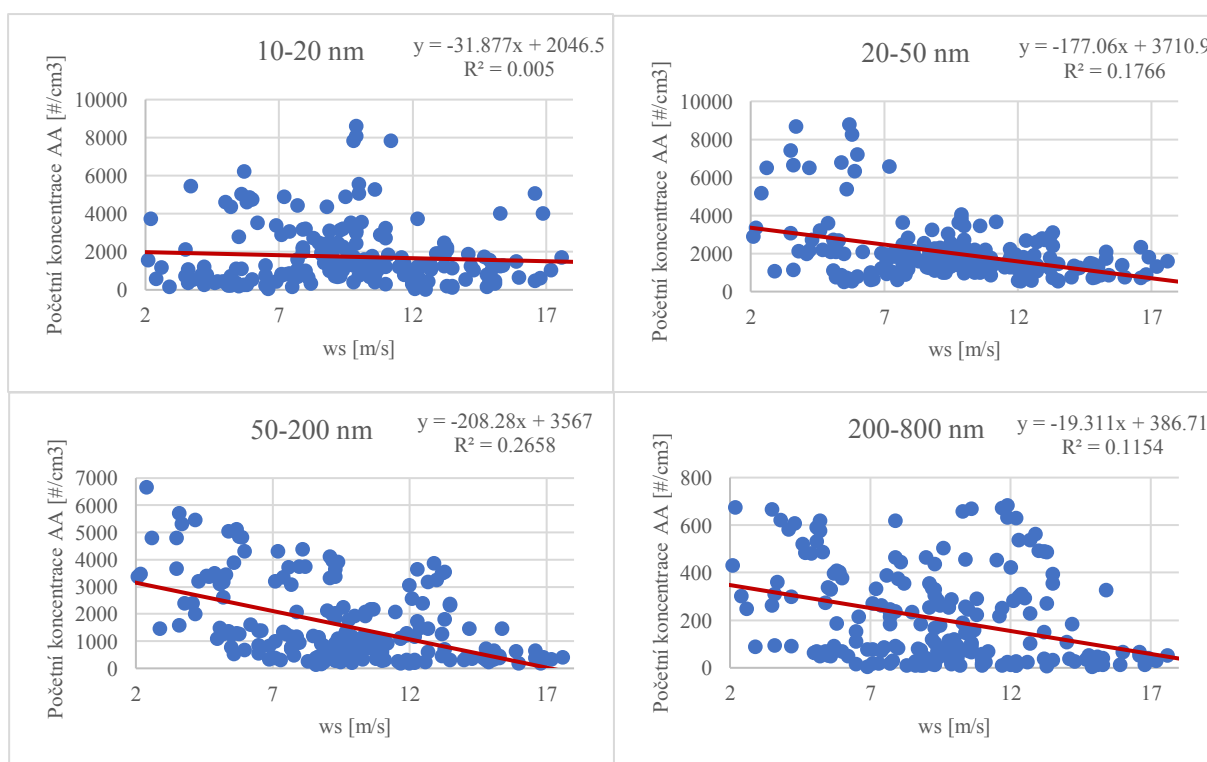 10-20 nm
y = -31.877x + 2046.5
R² = 0.005
Početní koncentrace AA [#/cm3]
10000
8000
6000
4000
2000
0
2
7
12
17
ws [m/s]
20-50 nm
y = -177.06x + 3710.9
R² = 0.1766
Početní koncentrace AA [#/cm3]
10000
8000
6000
4000
2000
0
2
7
12
17
ws [m/s]
50-200 nm
y = -208.28x + 3567
R² = 0.2658
Početní koncentrace AA [#/cm3]
7000
6000
5000
4000
3000
2000
1000
0
2
7
12
17
ws [m/s]
200-800 nm
y = -19.311x + 386.71
R² = 0.1154
Početní koncentrace AA [#/cm3]
800
600
400
200
0
2
7
12
17
ws [m/s]